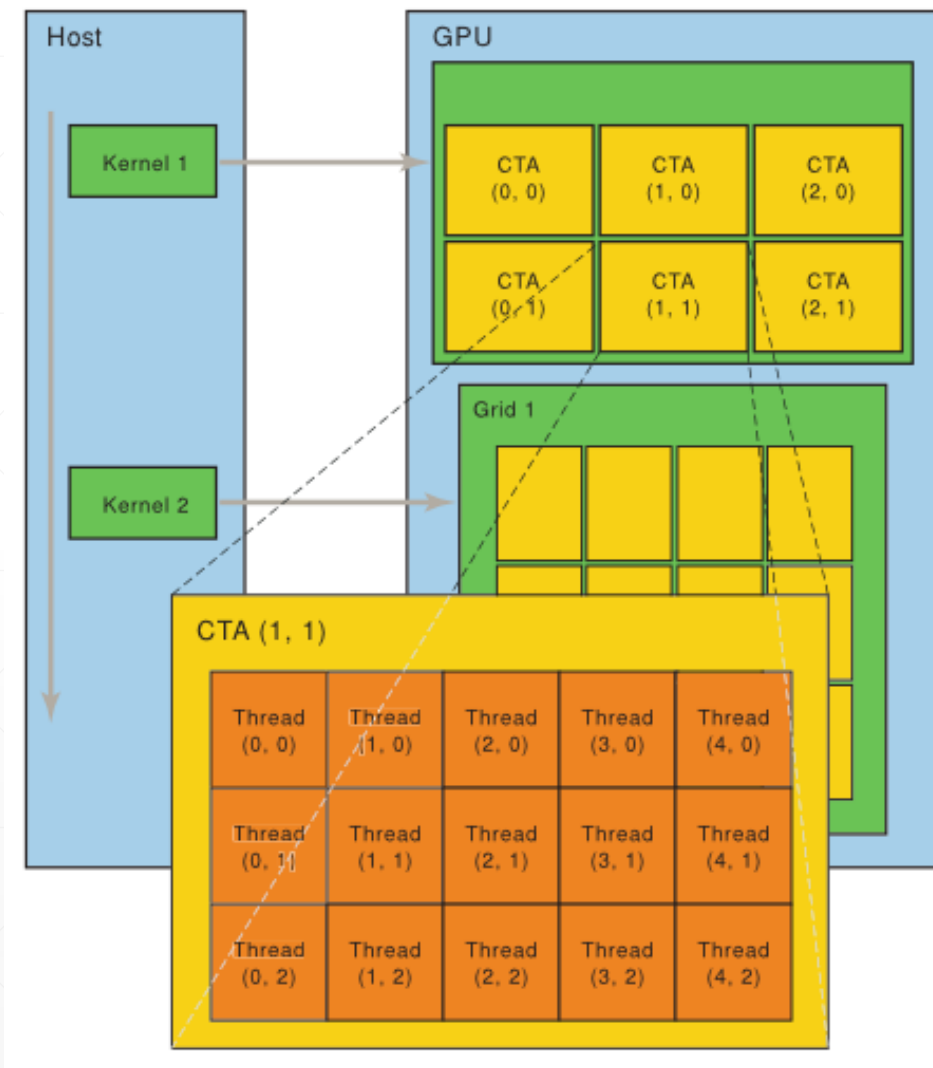 Host
GPU
Kernel 1
CTA
(0, 0)
CTA
(1, 0)
CTA
(2, 0)
CTA
(0, 1)
CTA
(1, 1)
CTA
(2, 1)
Grid 1
Kernel 2
CTA (1, 1)
Thread
(0, 0)
Thread
(1, 0)
Thread
(2, 0)
Thread
(3, 0)
Thread
(4, 0)
Thread
(0, 1)
Thread
(1, 1)
Thread
(2, 1)
Thread
(3, 1)
Thread
(4, 1)
Thread
(0, 2)
Thread
(1, 2)
Thread
(2, 2)
Thread
(3, 2)
Thread
(4, 2)